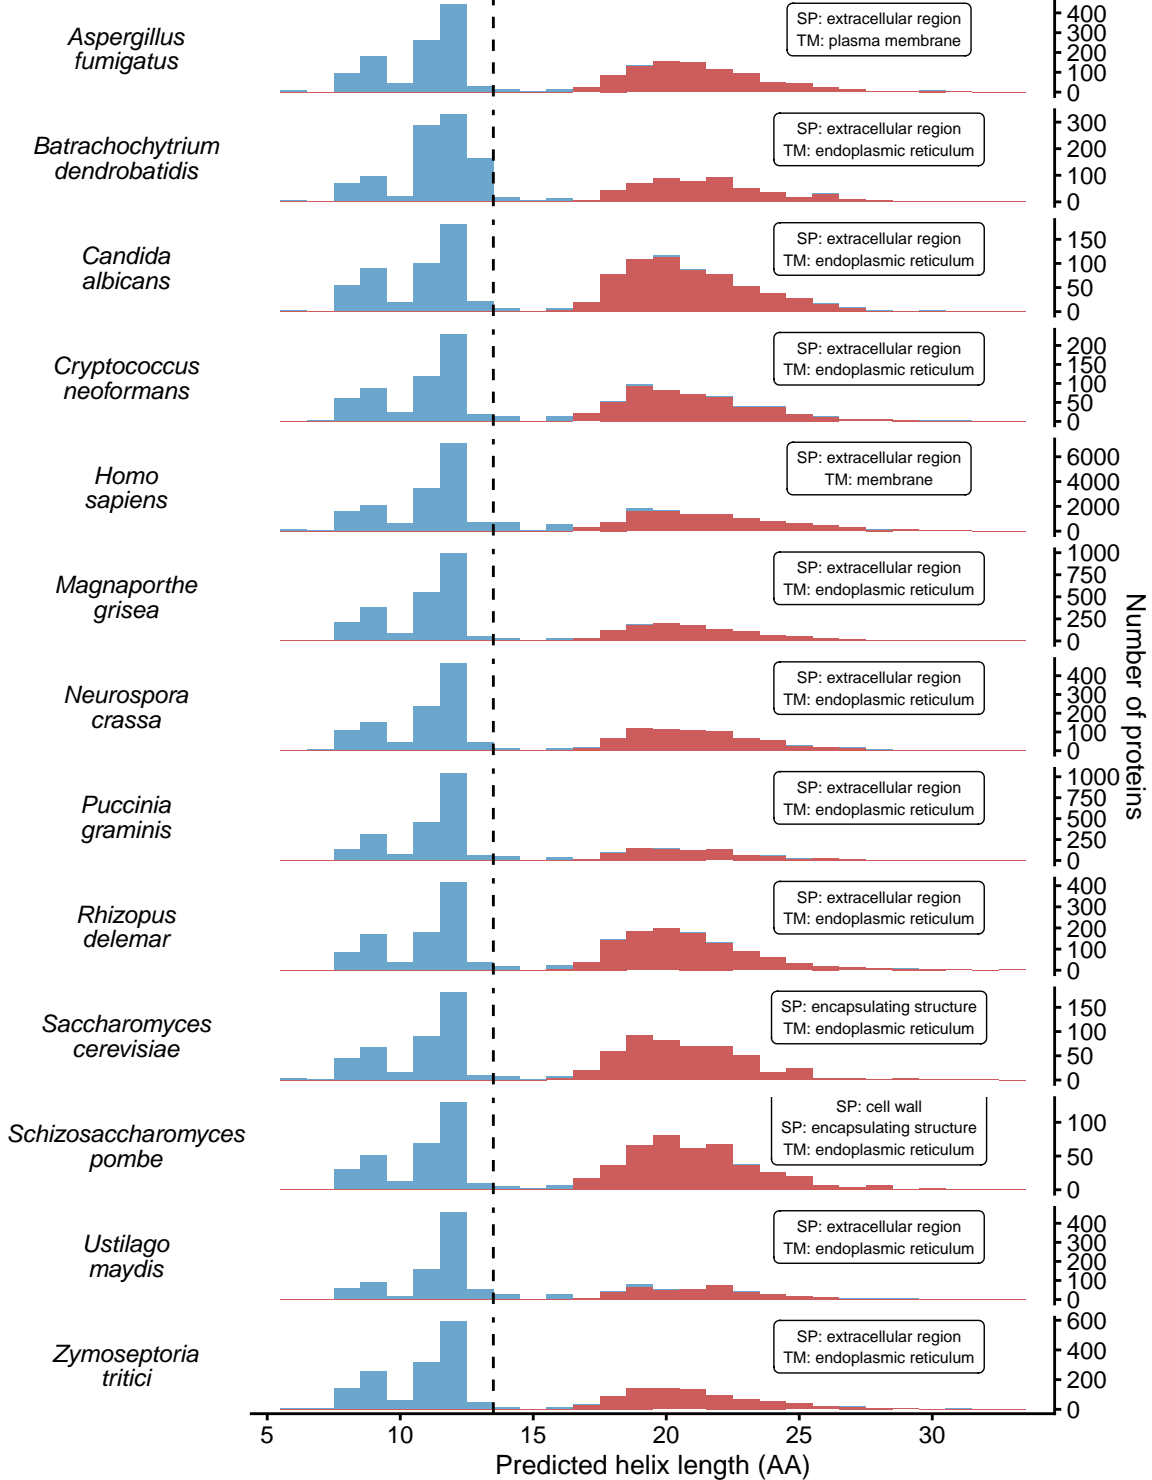 Aspergillus
fumigatus
SP: extracellular region
TM: plasma membrane
400
300
200
100
0
Batrachochytrium
dendrobatidis
SP: extracellular region
TM: endoplasmic reticulum
300
200
100
0
Candida
albicans
SP: extracellular region
TM: endoplasmic reticulum
150
100
50
0
Cryptococcus
neoformans
SP: extracellular region
TM: endoplasmic reticulum
200
150
100
50
0
Homo
sapiens
SP: extracellular region
TM: membrane
6000
4000
2000
0
Magnaporthe
grisea
SP: extracellular region
TM: endoplasmic reticulum
1000
750
500
250
0
Neurospora
crassa
SP: extracellular region
TM: endoplasmic reticulum
400
300
200
100
0
Puccinia
graminis
SP: extracellular region
TM: endoplasmic reticulum
1000
750
500
250
0
Rhizopus
delemar
SP: extracellular region
TM: endoplasmic reticulum
400
300
200
100
0
Saccharomyces
cerevisiae
SP: encapsulating structure
TM: endoplasmic reticulum
150
100
50
0
Schizosaccharomyces
pombe
SP: cell wall
SP: encapsulating structure
TM: endoplasmic reticulum
100
50
0
Ustilago
maydis
SP: extracellular region
TM: endoplasmic reticulum
400
300
200
100
0
Zymoseptoria
tritici
SP: extracellular region
TM: endoplasmic reticulum
600
400
200
0
Number of proteins
5 10 15 20 25 30
Predicted helix length (AA)